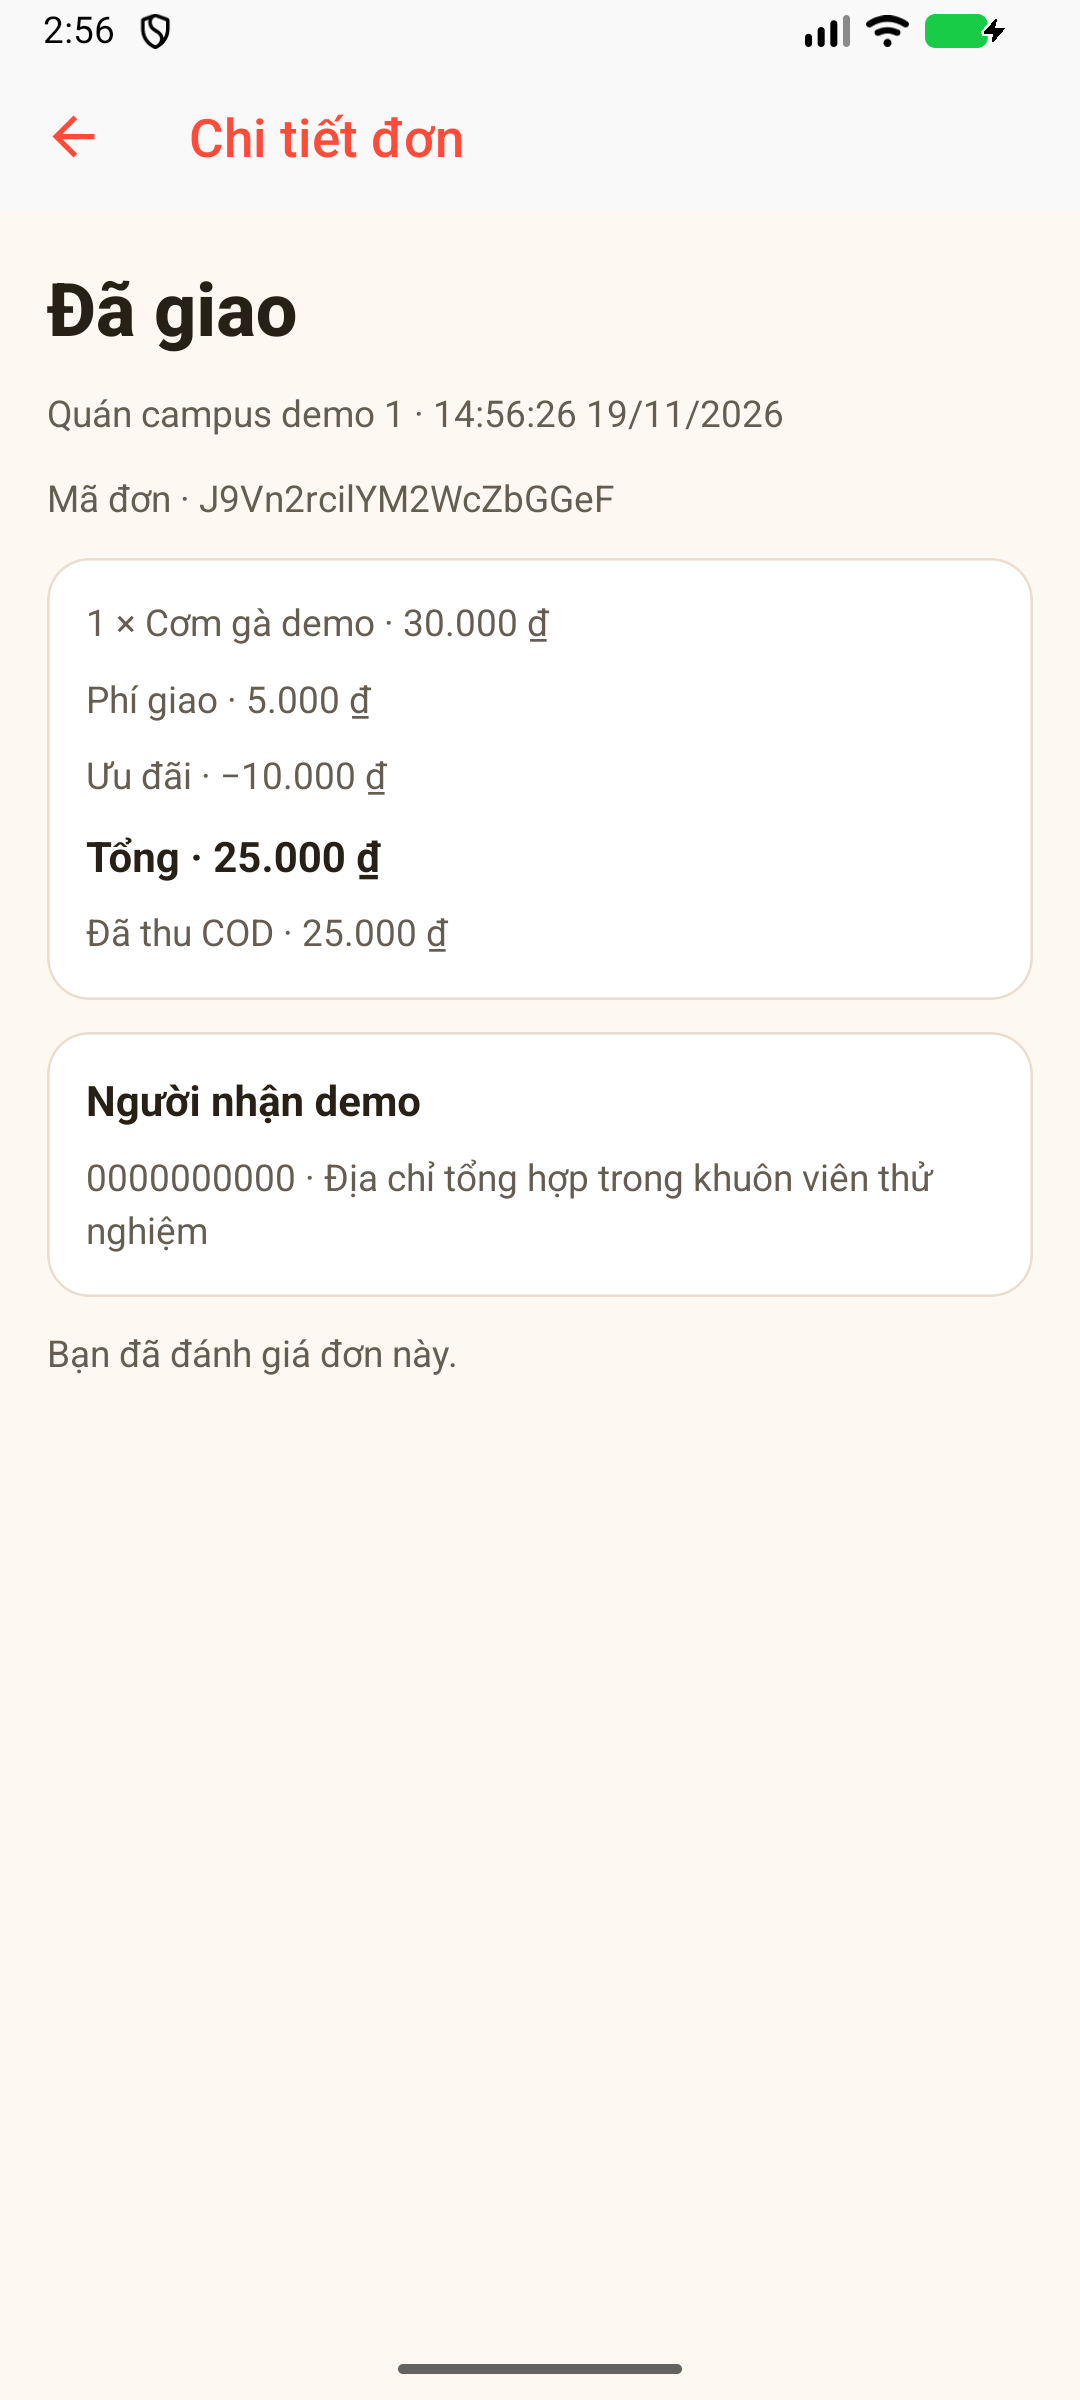 2:56
Chi tiết đơn
Đã giao
Quán campus demo 1 · 14:56:26 19/11/2026
Mã đơn · J9Vn2rcilYM2WcZbGGeF
1 × Cơm gà demo · 30.000 ₫
Phí giao · 5.000 ₫
Ưu đãi · −10.000 ₫
Tổng · 25.000 ₫
Đã thu COD · 25.000 ₫
Người nhận demo
0000000000 · Địa chỉ tổng hợp trong khuôn viên thử
nghiệm
Bạn đã đánh giá đơn này.